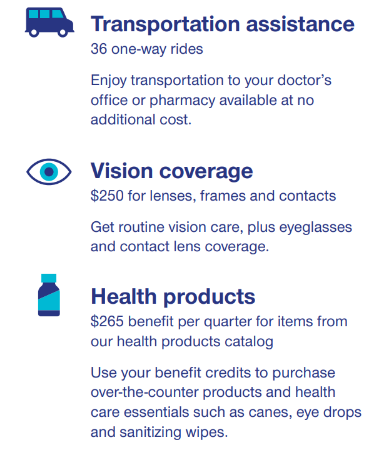 Transportation assistance
36 one-way rides
Enjoy transportation to your doctor's
office or pharmacy available at no
additional cost.
Vision coverage
$250 for lenses, frames and contacts
Get routine vision care, plus eyeglasses
and contact lens coverage.
Health products
$265 benefit per quarter for items from
our health products catalog
Use your benefit credits to purchase
over-the-counter products and health
care essentials such as canes, eye drops
and sanitizing wipes.